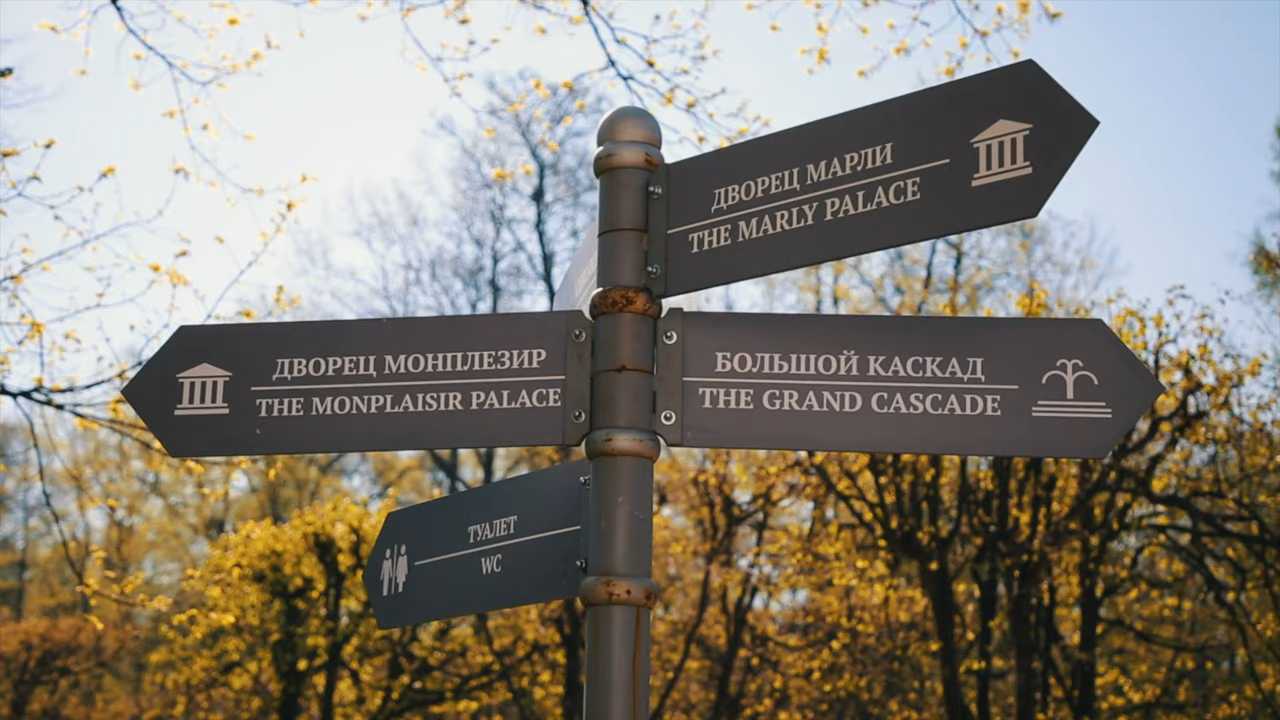 ДВОРЕЦ МАРЛИ
THE MARLY PALACE
ДВОРЕЦ МОНПЛЕЗИР
THE MONPLAISIR PALACE
БОЛЬШОЙ КАСКАД
THE GRAND CASCADE
ТУАЛЕТ
WC